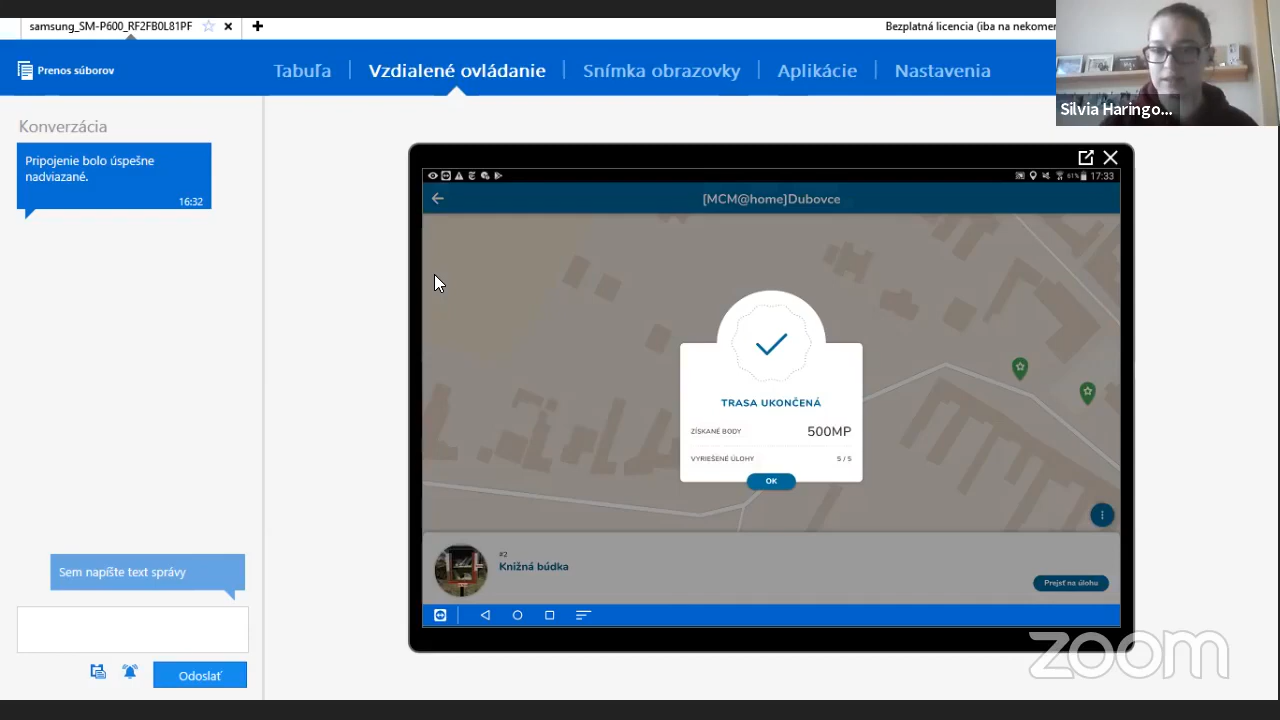 samsung_SM-P600_RF2FB0L81PF
Bezplatná licencia (iba na nekomer
Prenos súborov
Tabuľa
Vzdialené ovládanie
Snímka obrazovky
Aplikácie
Nastavenia
Silvia Haringo...
Konverzácia
Pripojenie bolo úspešne
nadviazané.
16:32
61%
17:33
[MCM@home]Dubovce
TRASA UKONČENÁ
ZÍSKANÉ BODY 500MP
VYRIEŠENÉ ÚLOHY 5 / 5
OK
#2
Knižná búdka
Prejsť na úlohu
Sem napíšte text správy
Odoslať
zoom